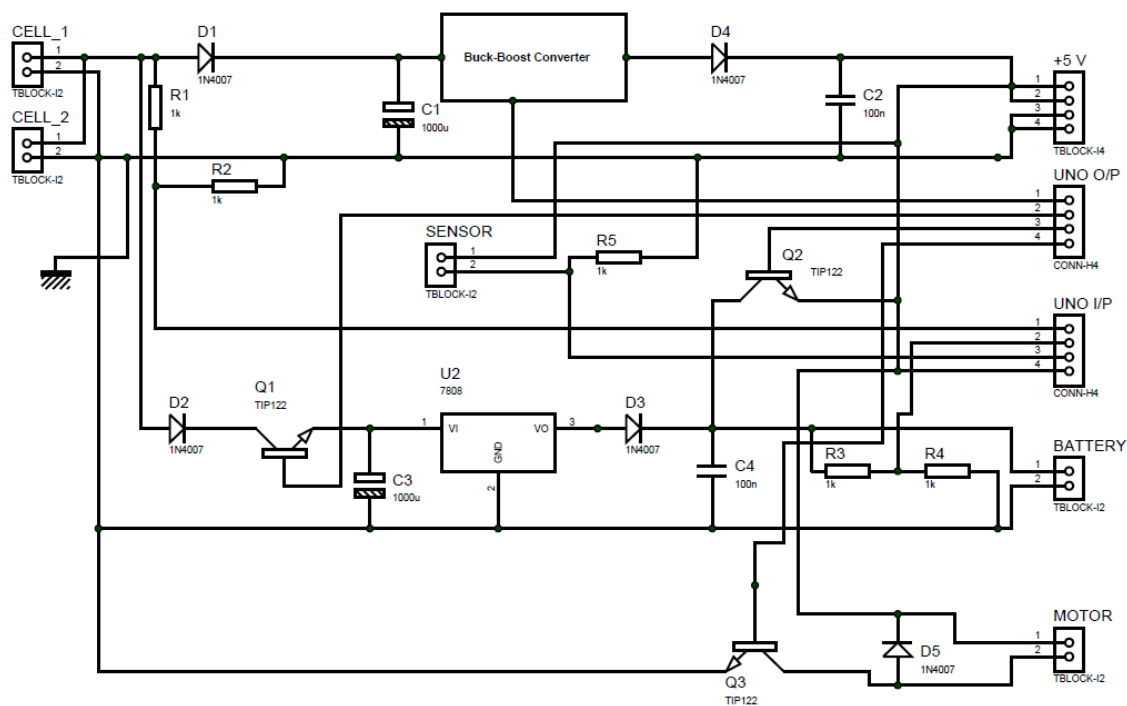 CELL_1
1
2
TBLOCK-I2
CELL_2
1
2
TBLOCK-I2
D1
1N4007
R1
1k
R2
1k
C1
1000u
Buck-Boost Converter
D4
1N4007
C2
100n
+5 V
1
2
3
4
TBLOCK-I4
UNO O/P
1
2
3
4
CONN-H4
SENSOR
1
2
TBLOCK-I2
R5
1k
Q2
TIP122
UNO I/P
1
2
3
4
CONN-H4
D2
1N4007
Q1
TIP122
C3
1000u
U2
7808
1
VI
VO
3
GND
2
D3
1N4007
C4
100n
R3
1k
R4
1k
BATTERY
1
2
TBLOCK-I2
Q3
TIP122
D5
1N4007
MOTOR
1
2
TBLOCK-I2